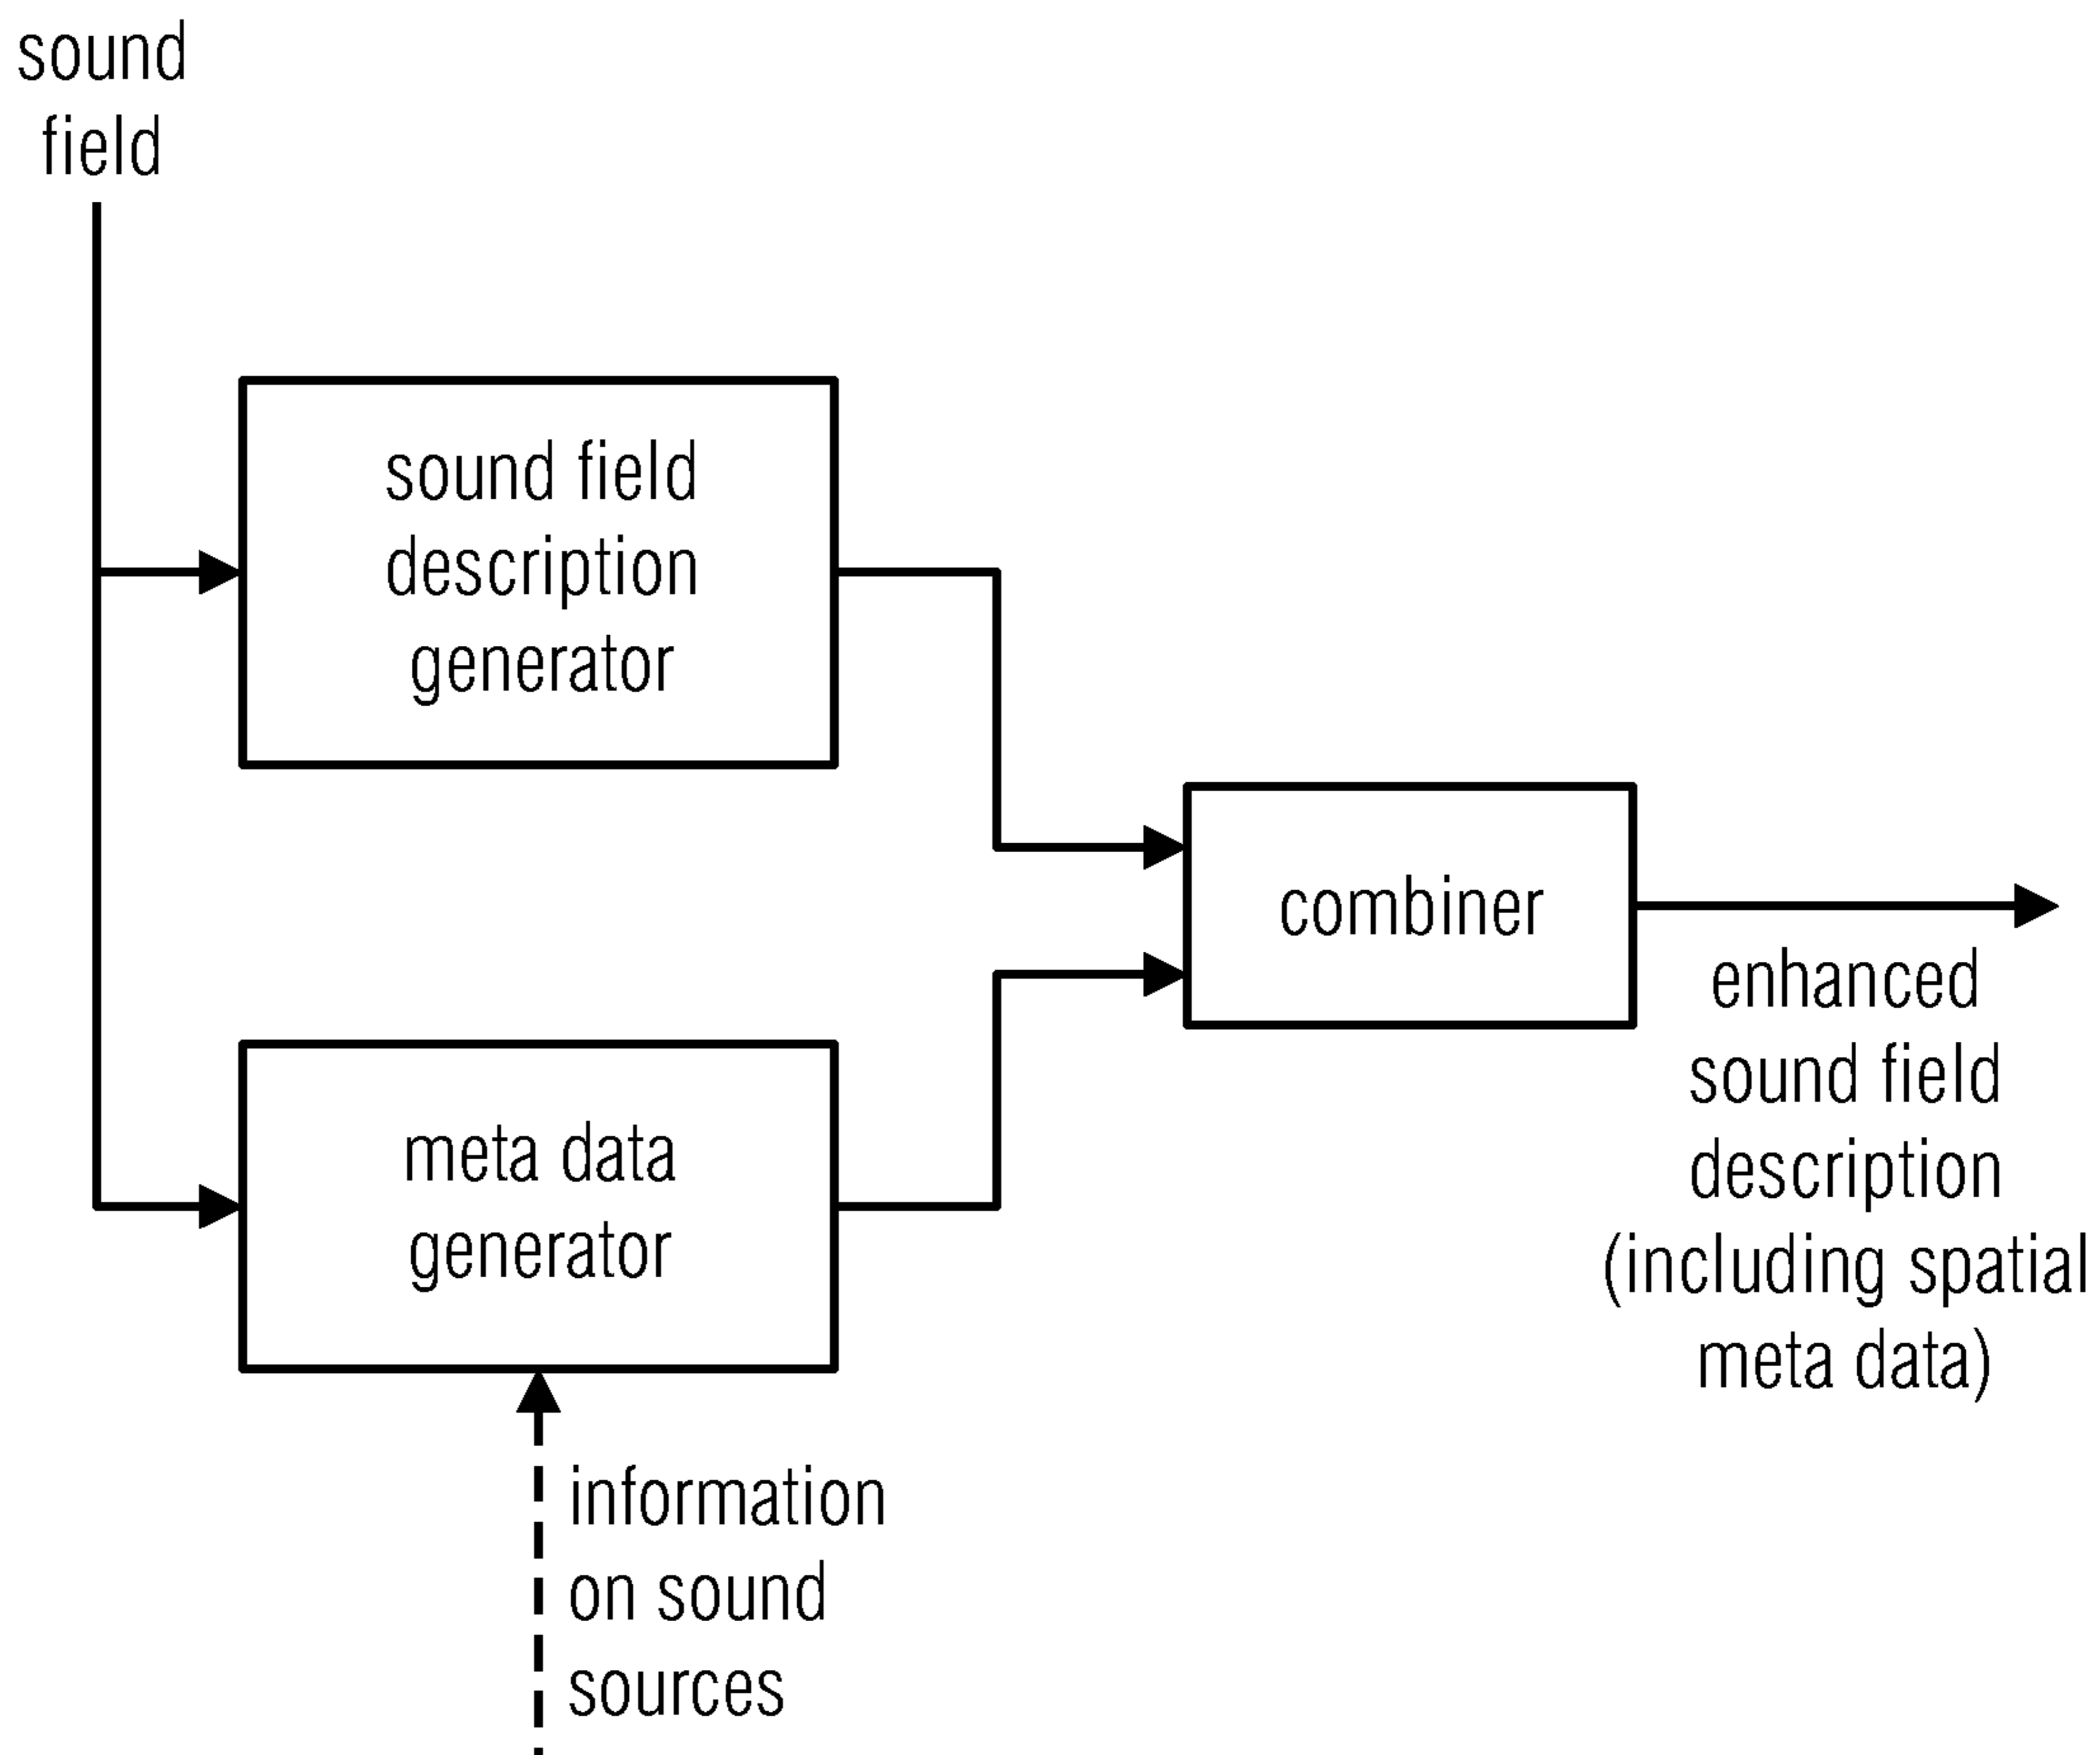 sound
field
sound field
description
generator
combiner
enhanced
sound field
description
(including spatial
meta data)
meta data
generator
information
on sound
sources